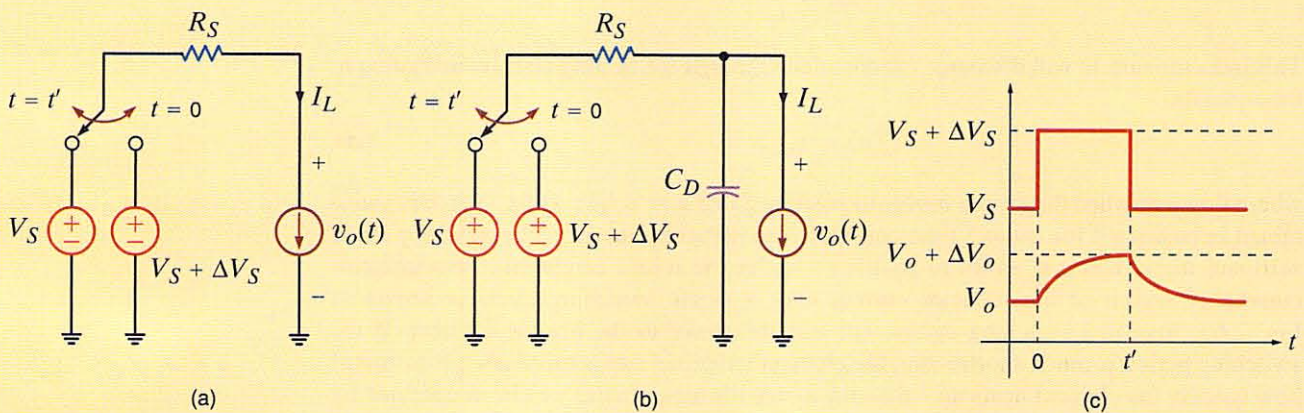 R_S
t = t'
t = 0
I_L
+
V_S
+
−
+
−
V_S + ΔV_S
v_o(t)
−
(a)
R_S
t = t'
t = 0
I_L
+
C_D
V_S
+
−
+
−
V_S + ΔV_S
v_o(t)
−
(b)
V_S + ΔV_S
V_S
V_o + ΔV_o
V_o
0
t'
t
(c)